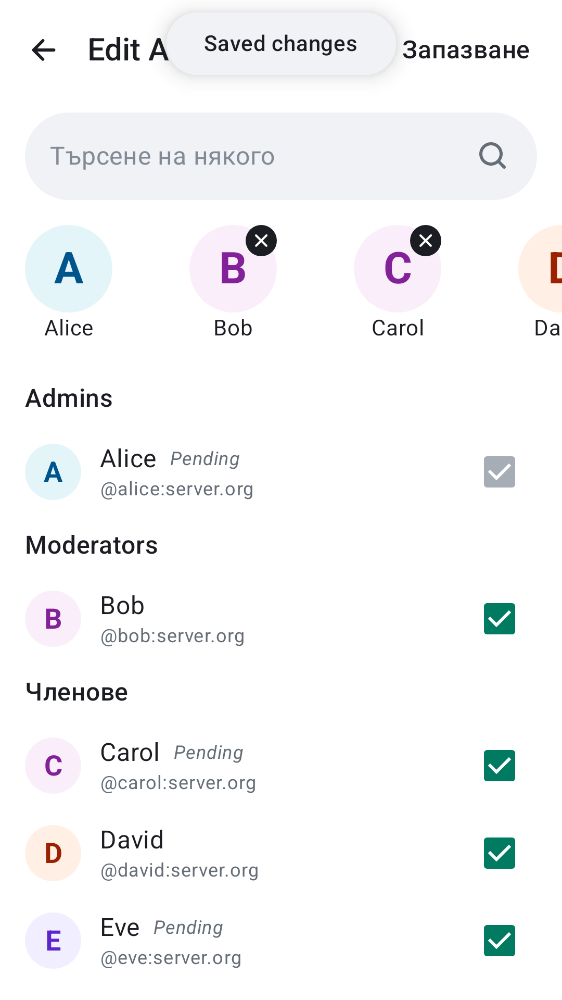 Edit A
Saved changes
Запазване
Търсене на някого
A
B
C
Alice
Bob
Carol
Da
Admins
A
Alice Pending
@alice:server.org
Moderators
B
Bob
@bob:server.org
Членове
C
Carol Pending
@carol:server.org
D
David
@david:server.org
E
Eve Pending
@eve:server.org